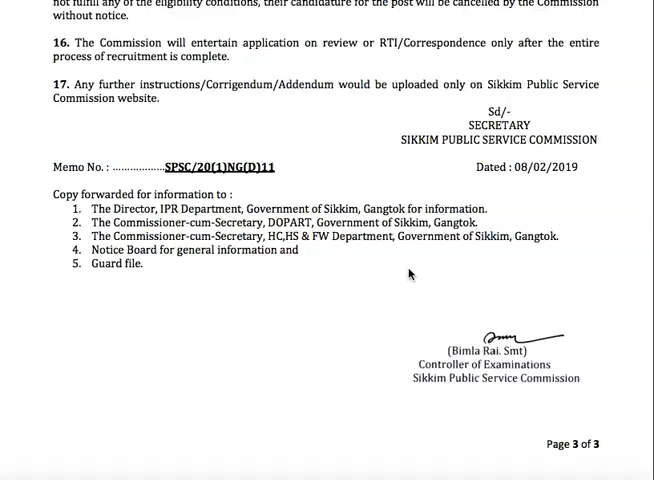 not fulfill any of the eligibility conditions, their candidature for the post will be cancelled by the Commission
without notice.
16. The Commission will entertain application on review or RTI/Correspondence only after the entire
process of recruitment is complete.
17. Any further instructions/Corrigendum/Addendum would be uploaded only on Sikkim Public Service
Commission website.
Sd/-
SECRETARY
SIKKIM PUBLIC SERVICE COMMISSION
Memo No. : ..................SPSC/20(1)NG(D)11 Dated : 08/02/2019
Copy forwarded for information to :
1. The Director, IPR Department, Government of Sikkim, Gangtok for information.
2. The Commissioner-cum-Secretary, DOPART, Government of Sikkim, Gangtok.
3. The Commissioner-cum-Secretary, HC,HS & FW Department, Government of Sikkim, Gangtok.
4. Notice Board for general information and
5. Guard file.
(Bimla Rai. Smt)
Controller of Examinations
Sikkim Public Service Commission
Page 3 of 3